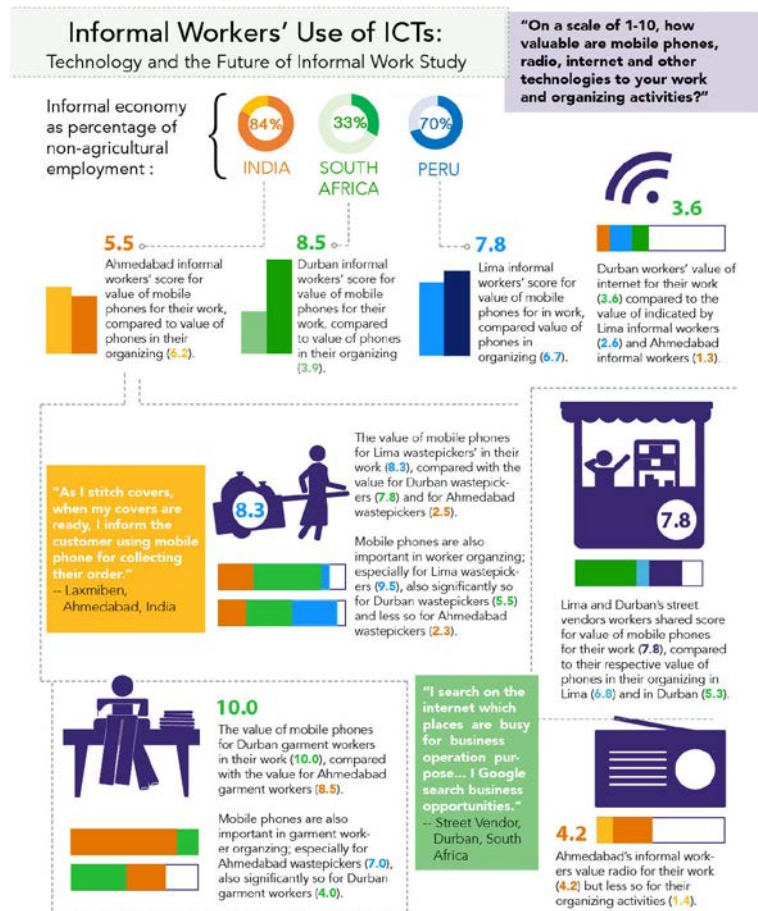 Informal Workers' Use of ICTs:
Technology and the Future of Informal Work Study
"On a scale of 1-10, how
valuable are mobile phones,
radio, internet and other
technologies to your work
and organizing activities?"
Informal economy
as percentage of
non-agricultural
employment :
84%
INDIA
33%
SOUTH
AFRICA
70%
PERU
5.5
Ahmedabad informal
workers' score for
value of mobile
phones for their work,
compared to value of
phones in their
organizing (6.2).
8.5
Durban informal
workers' score for
value of mobile
phones for their
work, compared
to value of phones
in their organizing
(3.9).
7.8
Lima informal
workers' score for
value of mobile
phones for in work,
compared value of
phones in
organizing (6.7).
3.6
Durban workers' value of
internet for their work
(3.6) compared to the
value of indicated by
Lima informal workers
(2.6) and Ahmedabad
informal workers (1.3).
"As I stitch covers,
when my covers are
ready, I inform the
customer using mobile
phone for collecting
their order."
-- Laxmiben,
Ahmedabad, India
8.3
The value of mobile phones
for Lima wastepickers' in their
work (8.3), compared with the
value for Durban wastepick-
ers (7.8) and for Ahmedabad
wastepickers (2.5).
Mobile phones are also
important in worker organzing;
especially for Lima wastepick-
ers (9.5), also significantly so
for Durban wastepickers (5.5)
and less so for Ahmedabad
wastepickers (2.3).
7.8
Lima and Durban's street
vendors workers shared score
for value of mobile phones
for their work (7.8), compared
to their respective value of
phones in their organizing in
Lima (6.8) and in Durban (5.3).
10.0
The value of mobile phones
for Durban garment workers
in their work (10.0), compared
with the value for Ahmedabad
garment workers (8.5).
Mobile phones are also
important in garment work-
er organzing; especially for
Ahmedabad wastepickers (7.0),
also significantly so for Durban
garment workers (4.0).
"I search on the
internet which
places are busy
for business
operation pur-
pose... I Google
search business
opportunities."
-- Street Vendor,
Durban, South
Africa
4.2
Ahmedabad's informal work-
ers value radio for their work
(4.2) but less so for their
organizing activities (1.4).